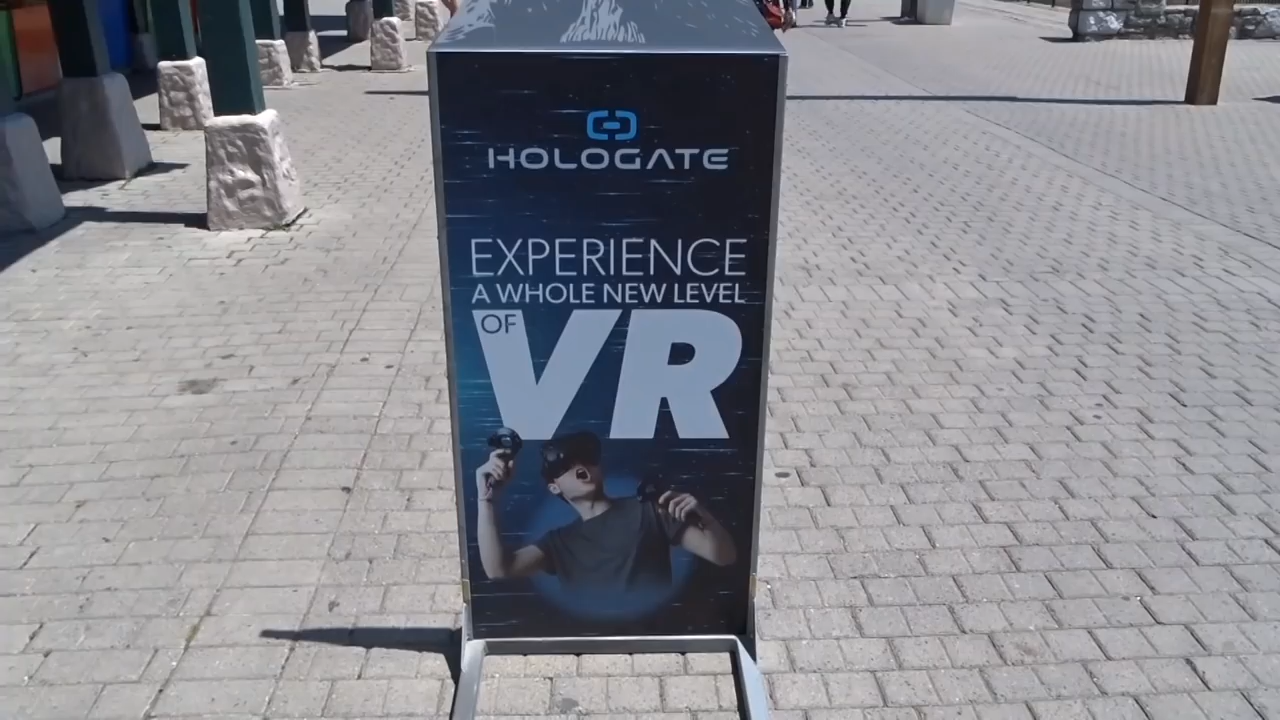 HOLOGATE
EXPERIENCE
A WHOLE NEW LEVEL
OF
VR